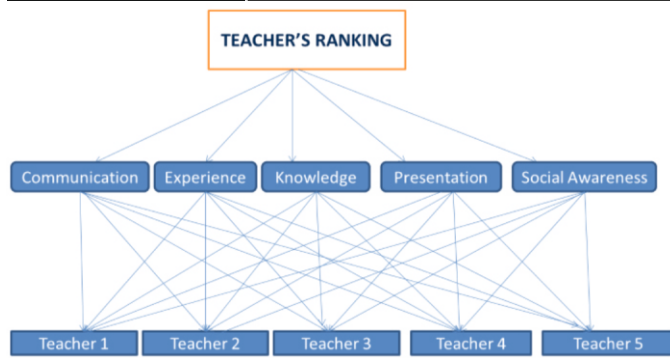 TEACHER'S RANKING
Communication
Experience
Knowledge
Presentation
Social Awareness
Teacher 1
Teacher 2
Teacher 3
Teacher 4
Teacher 5